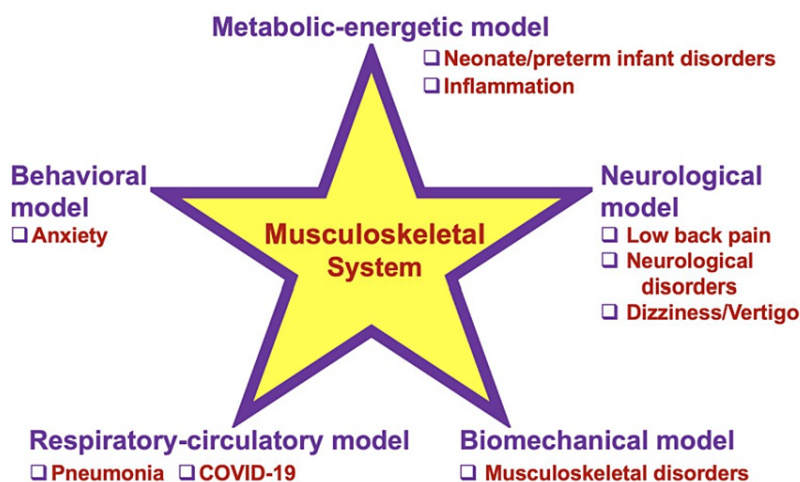 Metabolic-energetic model
❑ Neonate/preterm infant disorders
❑ Inflammation
Behavioral
model
❑ Anxiety
Neurological
model
❑ Low back pain
❑ Neurological
disorders
❑ Dizziness/Vertigo
Musculoskeletal
System
Respiratory-circulatory model
❑ Pneumonia ❑ COVID-19
Biomechanical model
❑ Musculoskeletal disorders